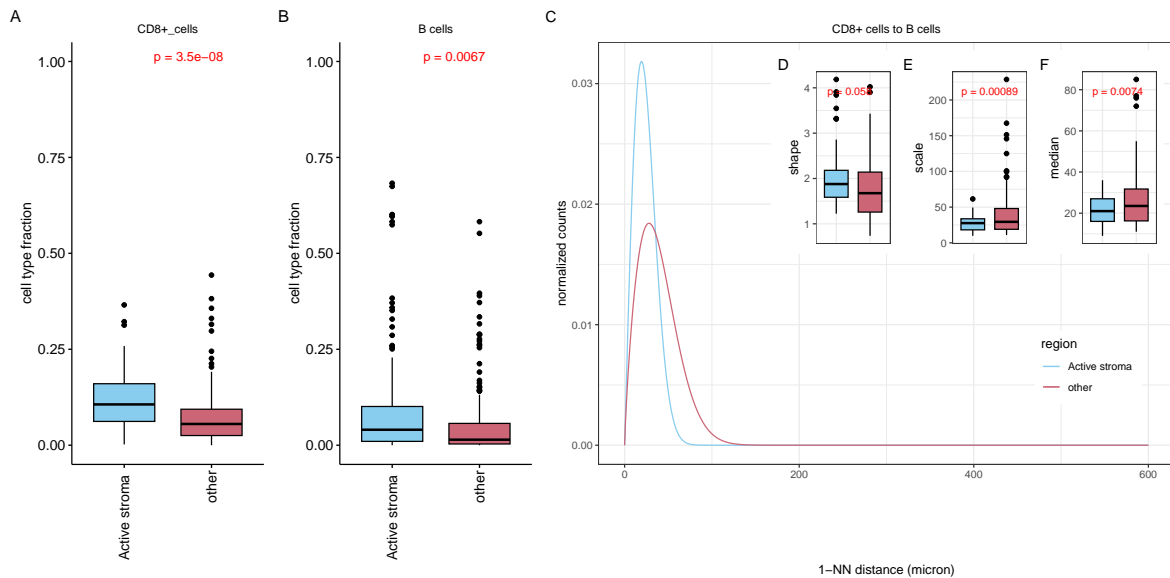 A
CD8+_cells
p = 3.5e−08
cell type fraction
1.00
0.75
0.50
0.25
0.00
Active stroma
other
B
B cells
p = 0.0067
cell type fraction
1.00
0.75
0.50
0.25
0.00
Active stroma
other
C
CD8+ cells to B cells
normalized counts
0.03
0.02
0.01
0.00
0
200
400
600
1−NN distance (micron)
D
shape
4
3
2
1
E
p = 0.00089
scale
200
150
100
50
0
F
p = 0.0074
median
80
60
40
20
region
Active stroma
other